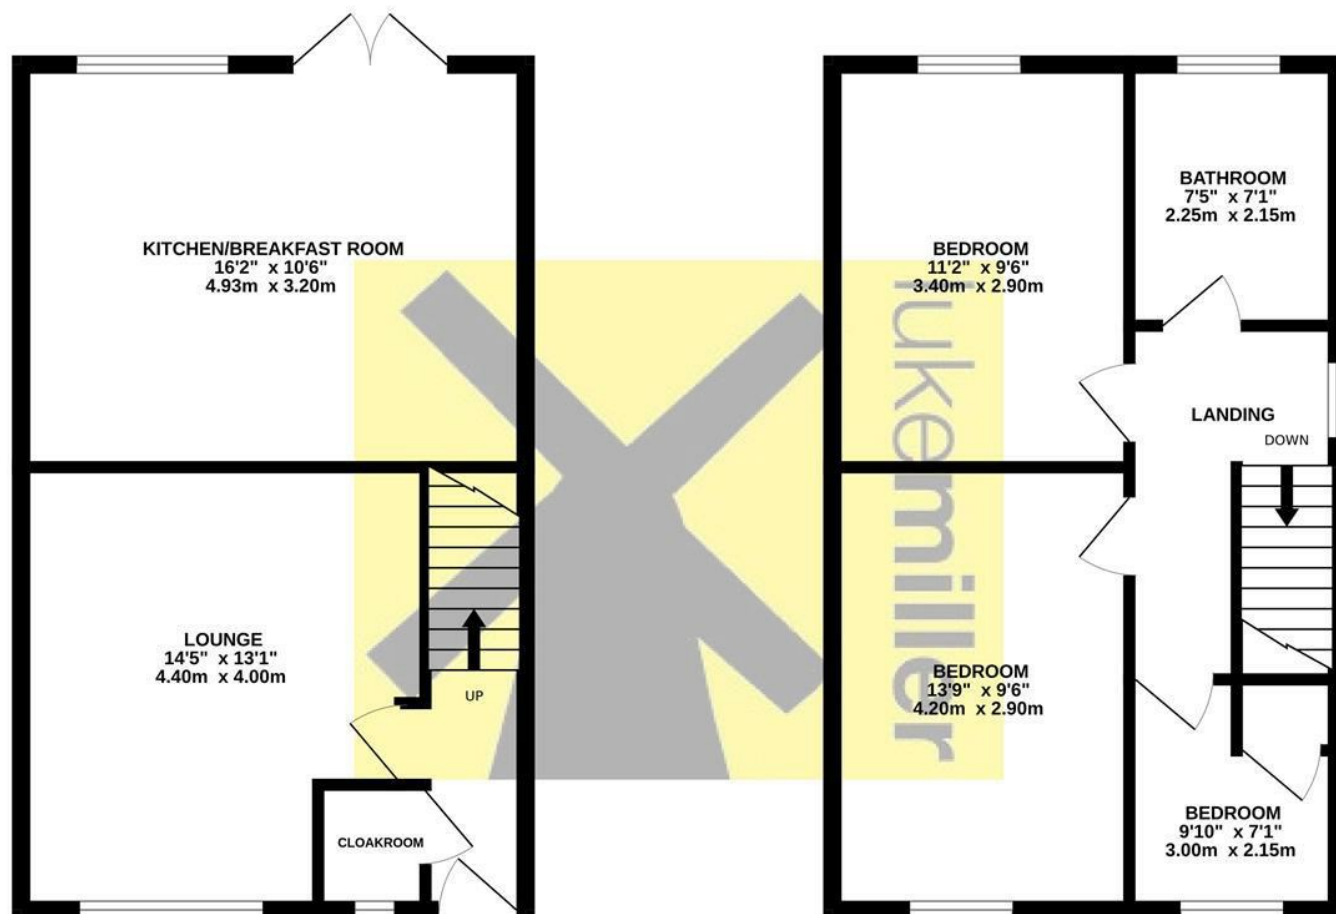 KITCHEN/BREAKFAST ROOM
16'2" x 10'6"
4.93m x 3.20m
LOUNGE
14'5" x 13'1"
4.40m x 4.00m
UP
CLOAKROOM
BEDROOM
11'2" x 9'6"
3.40m x 2.90m
BATHROOM
7'5" x 7'1"
2.25m x 2.15m
LANDING
DOWN
BEDROOM
13'9" x 9'6"
4.20m x 2.90m
BEDROOM
9'10" x 7'1"
3.00m x 2.15m
lukemiller